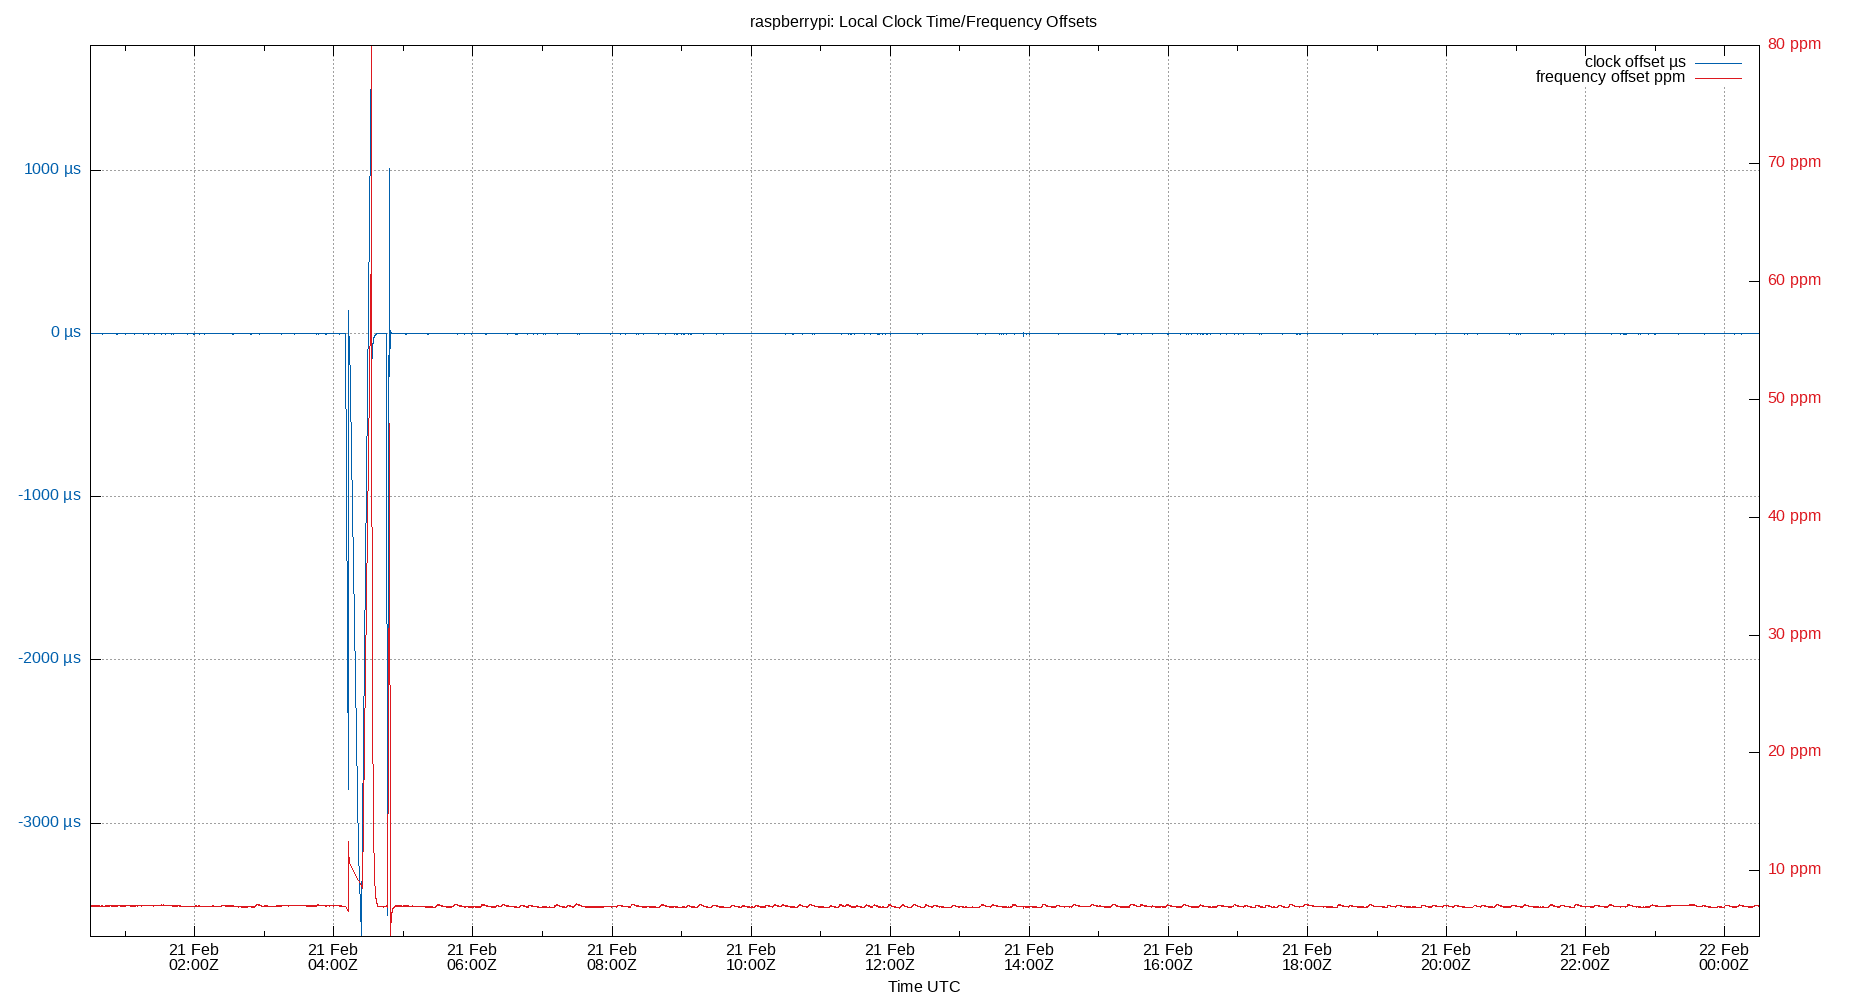 raspberrypi: Local Clock Time/Frequency Offsets
clock offset µs
frequency offset ppm
1000 µs
0 µs
-1000 µs
-2000 µs
-3000 µs
80 ppm
70 ppm
60 ppm
50 ppm
40 ppm
30 ppm
20 ppm
10 ppm
21 Feb 21 Feb 21 Feb 21 Feb 21 Feb 21 Feb 21 Feb 21 Feb 21 Feb 21 Feb 21 Feb 22 Feb
02:00Z 04:00Z 06:00Z 08:00Z 10:00Z 12:00Z 14:00Z 16:00Z 18:00Z 20:00Z 22:00Z 00:00Z
Time UTC